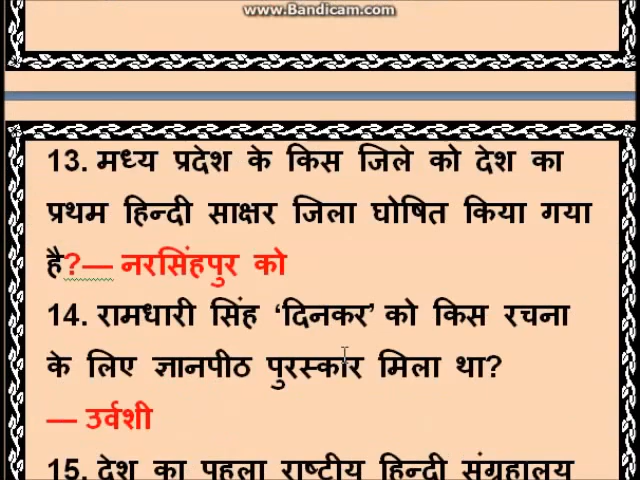 www.Bandicam.com
13. मध्य प्रदेश के किस जिले को देश का
प्रथम हिन्दी साक्षर जिला घोषित किया गया
है?— नरसिंहपुर को
14. रामधारी सिंह ‘दिनकर’ को किस रचना
के लिए ज्ञानपीठ पुरस्कार मिला था?
— उर्वशी
15. देश का पहला राष्टीय हिन्दी संग्रहालय